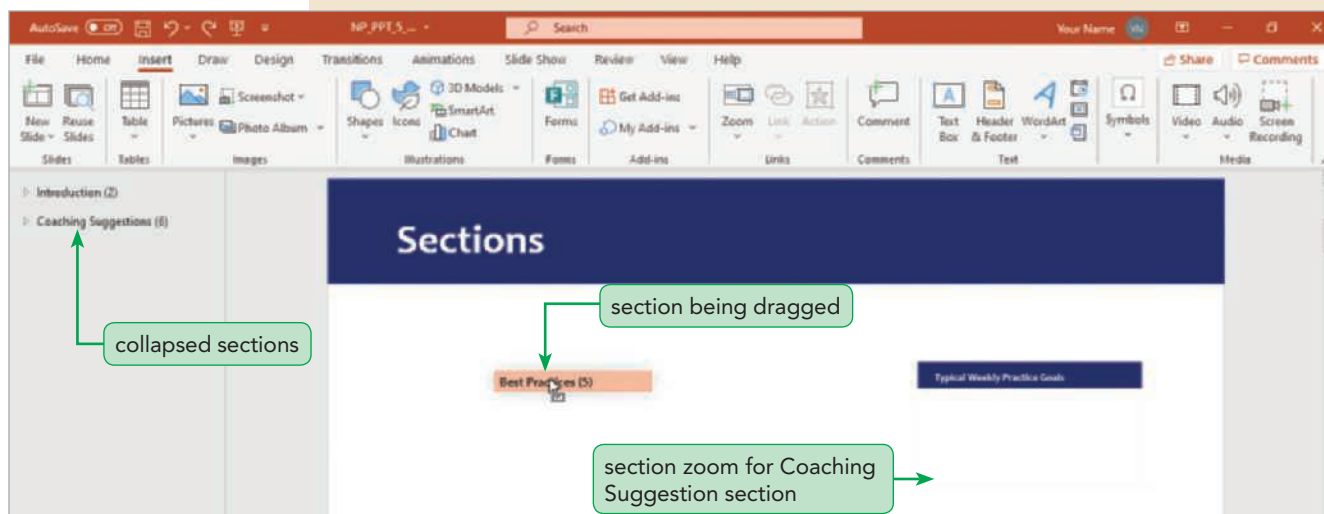 AutoSave Off NP_PPT_5_... Search Your Name YN
File Home Insert Draw Design Transitions Animations Slide Show Review View Help Share Comments
New Slide Reuse Slides Table Pictures Screenshot Photo Album Shapes Icons 3D Models SmartArt Chart Forms Get Add-ins My Add-ins Zoom Link Action Comment Text Box Header & Footer WordArt Symbols Video Audio Screen Recording
Slides Tables Images Illustrations Forms Add-ins Links Comments Text Media
Introduction (2)
Coaching Suggestions (6)
Sections
section being dragged
collapsed sections
Best Practices (5)
Typical Weekly Practice Goals
section zoom for Coaching
Suggestion section